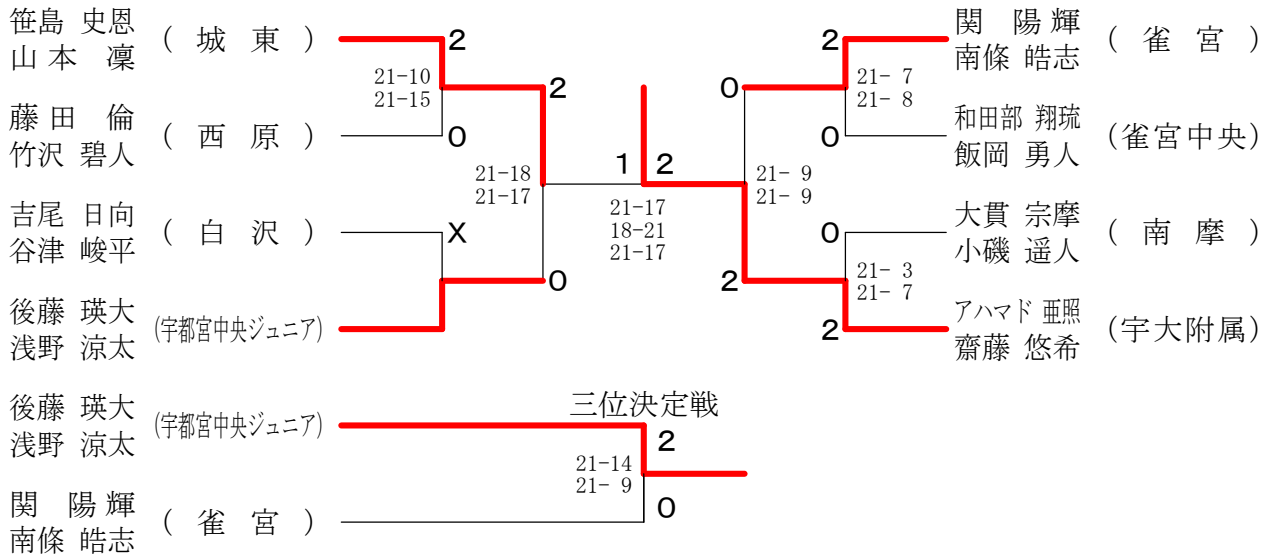 笹島 史恩
山本 凜
(城東)
2
21-10
21-15
藤田 倫
竹沢 碧人
(西原)
0
2
21-18
21-17
吉尾 日向
谷津 峻平
(白沢)
X
後藤 瑛大
浅野 涼太
(宇都宮中央ジュニア)
0
1 2
21-17
18-21
21-17
関 陽輝
南條 皓志
(雀宮)
2
21- 7
21- 8
和田部 翔琉
飯岡 勇人
(雀宮中央)
0
0
21- 9
21- 9
大貫 宗摩
小磯 遥人
(南摩)
0
21- 3
21- 7
アハマド 亜照
齋藤 悠希
(宇大附属)
2
2
三位決定戦
後藤 瑛大
浅野 涼太
(宇都宮中央ジュニア)
2
21-14
21- 9
関 陽輝
南條 皓志
(雀宮)
0